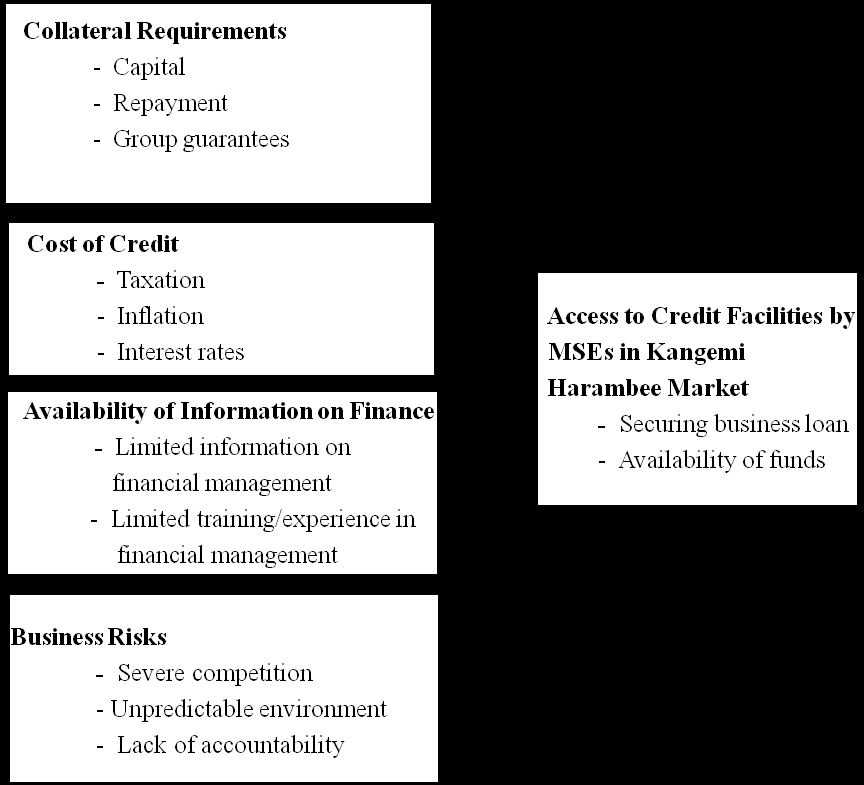 Collateral Requirements
- Capital
- Repayment
- Group guarantees
Cost of Credit
- Taxation
- Inflation
- Interest rates
Availability of Information on Finance
- Limited information on
financial management
- Limited training/experience in
financial management
Business Risks
- Severe competition
- Unpredictable environment
- Lack of accountability
Access to Credit Facilities by
MSEs in Kangemi
Harambee Market
- Securing business loan
- Availability of funds